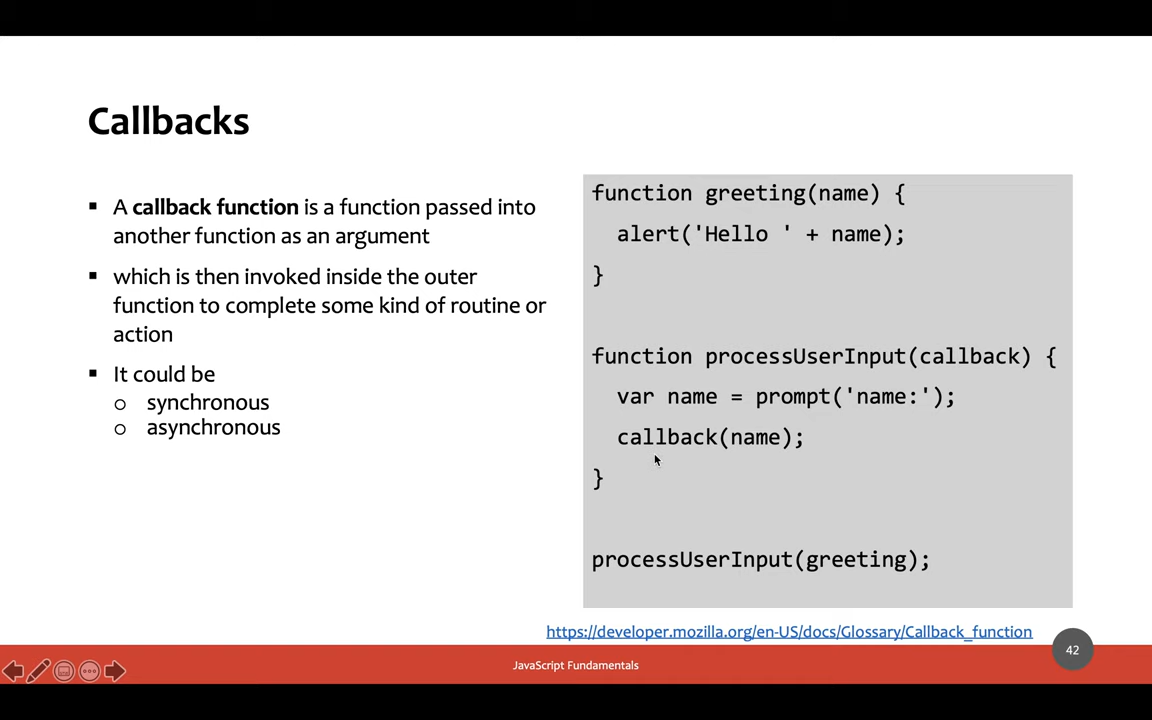 Callbacks
▪ A callback function is a function passed into
another function as an argument
▪ which is then invoked inside the outer
function to complete some kind of routine or
action
▪ It could be
o synchronous
o asynchronous
function greeting(name) {
  alert('Hello ' + name);
}
function processUserInput(callback) {
  var name = prompt('name:');
  callback(name);
}
processUserInput(greeting);
https://developer.mozilla.org/en-US/docs/Glossary/Callback_function
42
JavaScript Fundamentals